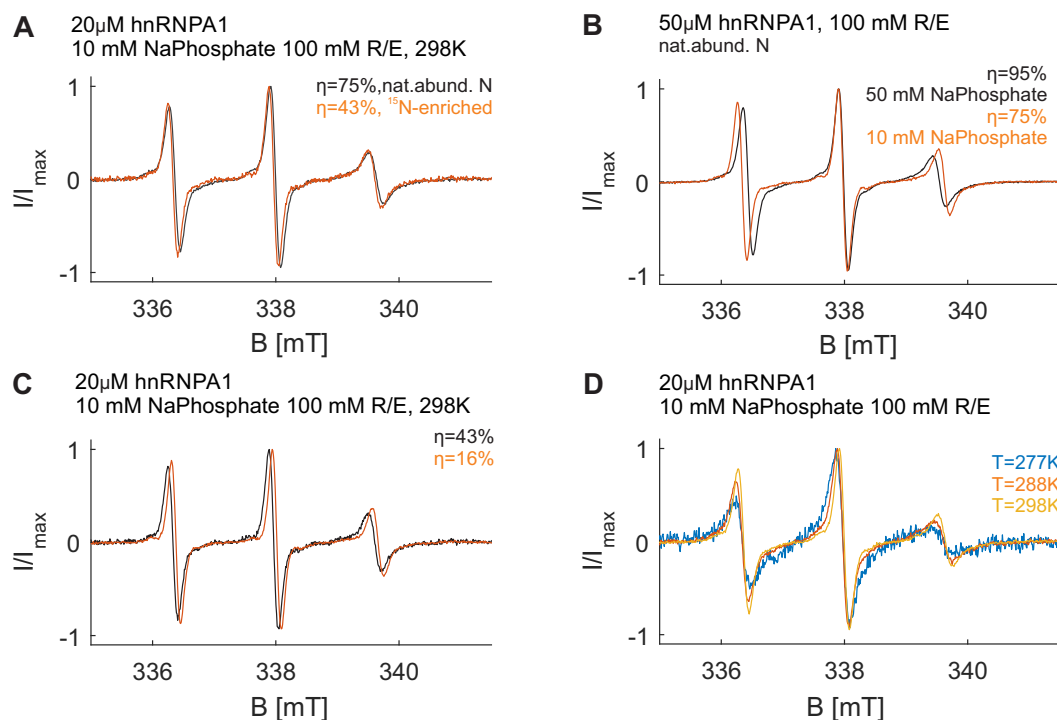 A
20μM hnRNPA1
10 mM NaPhosphate 100 mM R/E, 298K
η=75%,nat.abund. N
η=43%, ¹⁵N-enriched
1
0
-1
I/Imax
336
338
340
B [mT]
B
50μM hnRNPA1, 100 mM R/E
nat.abund. N
η=95%
50 mM NaPhosphate
η=75%
10 mM NaPhosphate
1
0
-1
I/Imax
336
338
340
B [mT]
C
20μM hnRNPA1
10 mM NaPhosphate 100 mM R/E, 298K
η=43%
η=16%
1
0
-1
I/Imax
336
338
340
B [mT]
D
20μM hnRNPA1
10 mM NaPhosphate 100 mM R/E
T=277K
T=288K
T=298K
1
0
-1
I/Imax
336
338
340
B [mT]